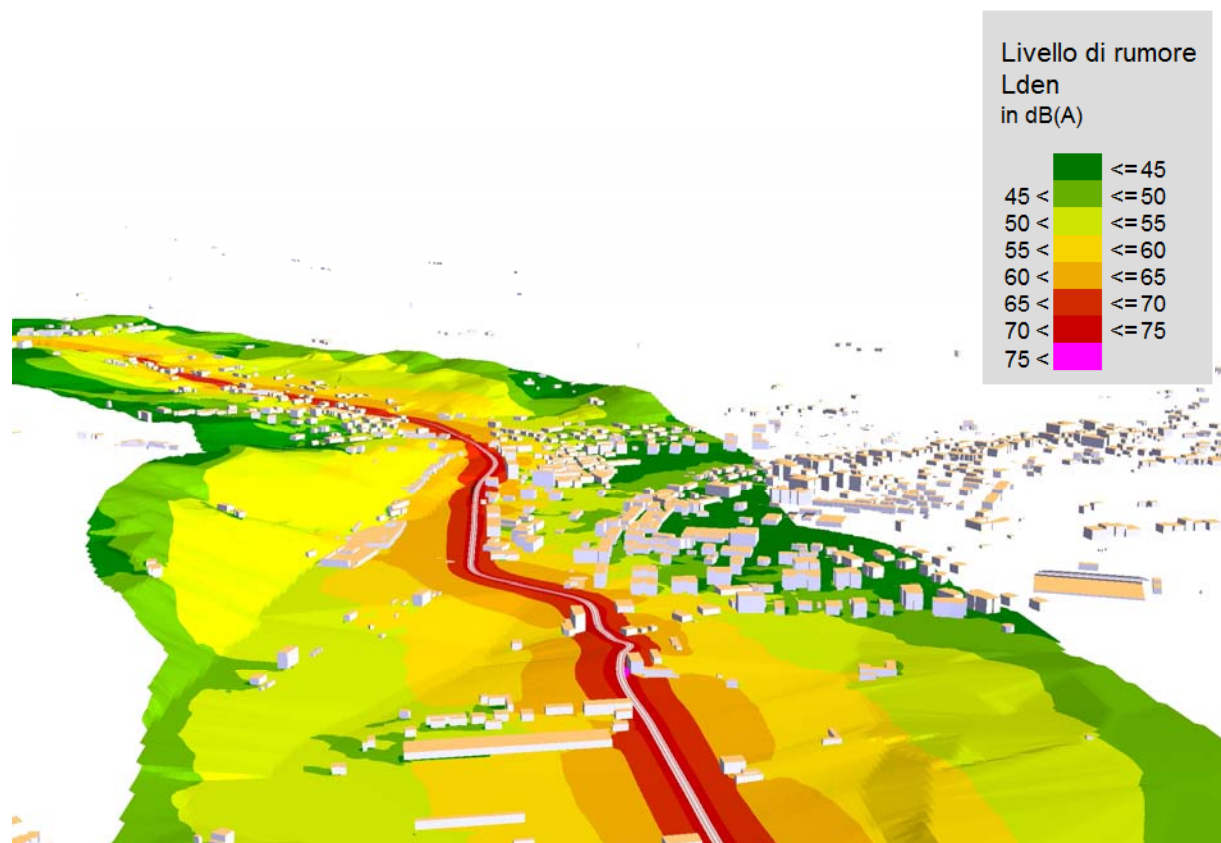 Livello di rumore
Lden
in dB(A)
<=45
45 < <=50
50 < <=55
55 < <=60
60 < <=65
65 < <=70
70 < <=75
75 <